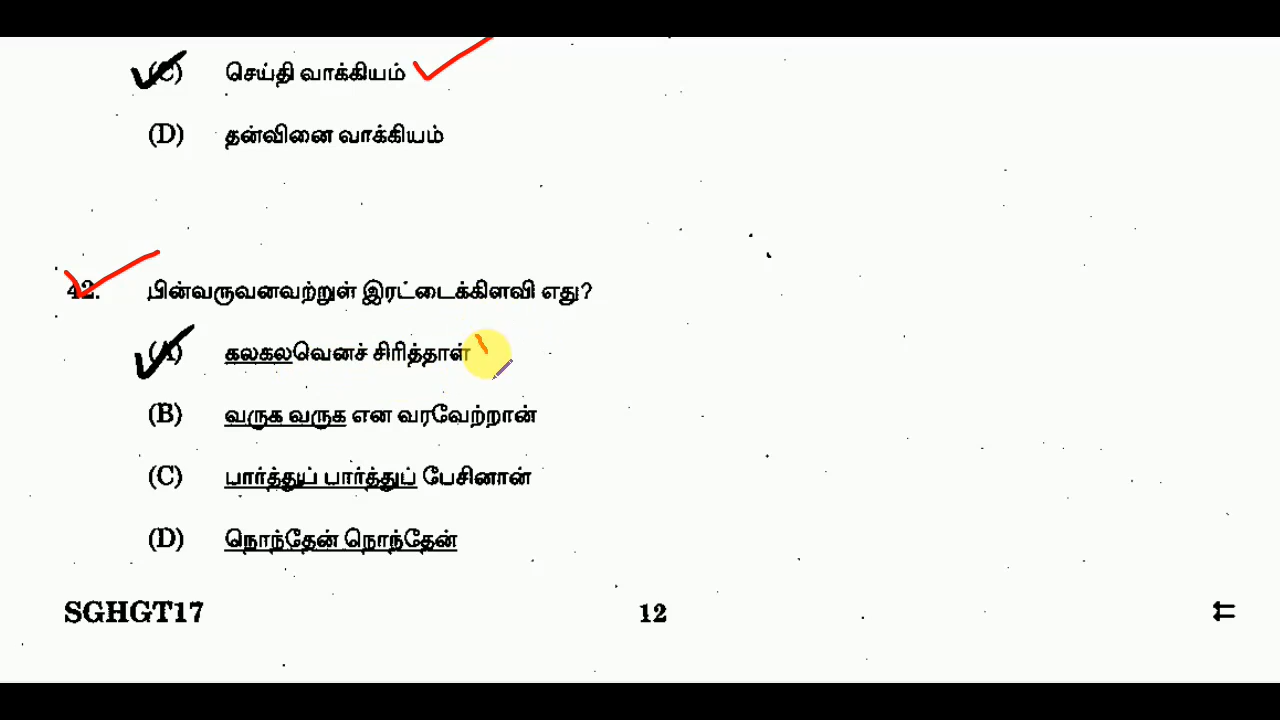 (C) செய்தி வாக்கியம்
(D) தன்வினை வாக்கியம்
42. பின்வருவனவற்றுள் இரட்டைக்கிளவி எது?
(A) கலகலவெனச் சிரித்தாள்
(B) வருக வருக என வரவேற்றான்
(C) பார்த்துப் பார்த்துப் பேசினான்
(D) நொந்தேன் நொந்தேன்
SGHGT17 12